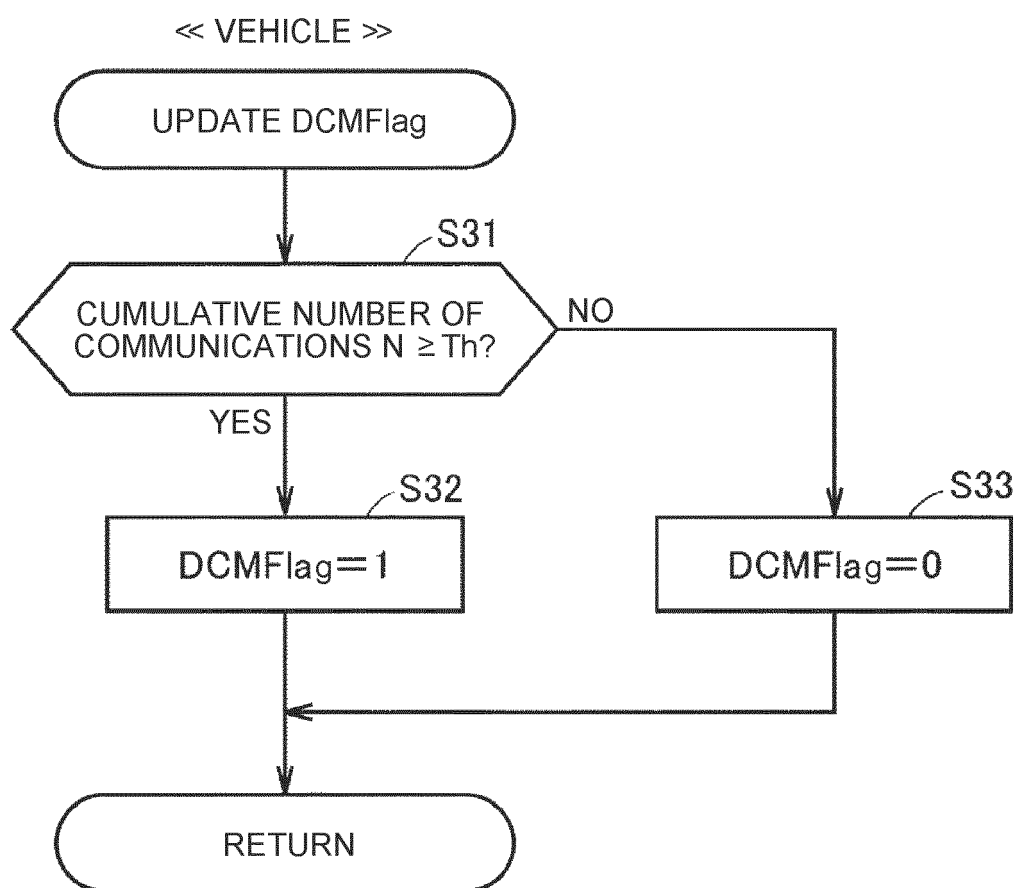 << VEHICLE >>
UPDATE DCMFlag
S31
CUMULATIVE NUMBER OF
COMMUNICATIONS N ≥ Th?
NO
YES
S32
DCMFlag=1
S33
DCMFlag=0
RETURN